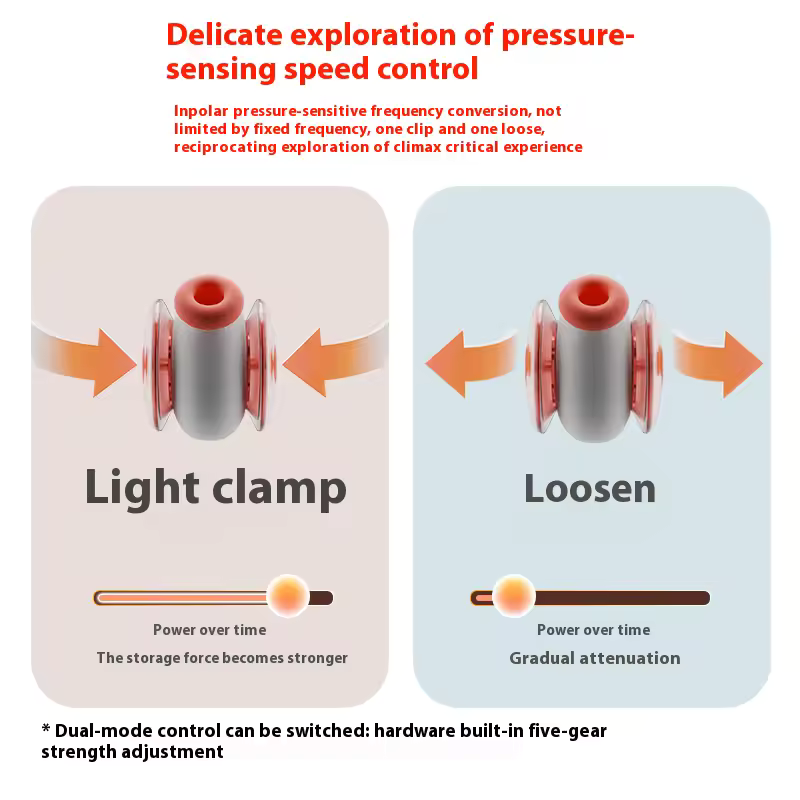 Delicate exploration of pressure-
sensing speed control
Inpolar pressure-sensitive frequency conversion, not
limited by fixed frequency, one clip and one loose,
reciprocating exploration of climax critical experience
Light clamp
Power over time
The storage force becomes stronger
Loosen
Power over time
Gradual attenuation
* Dual-mode control can be switched: hardware built-in five-gear
strength adjustment